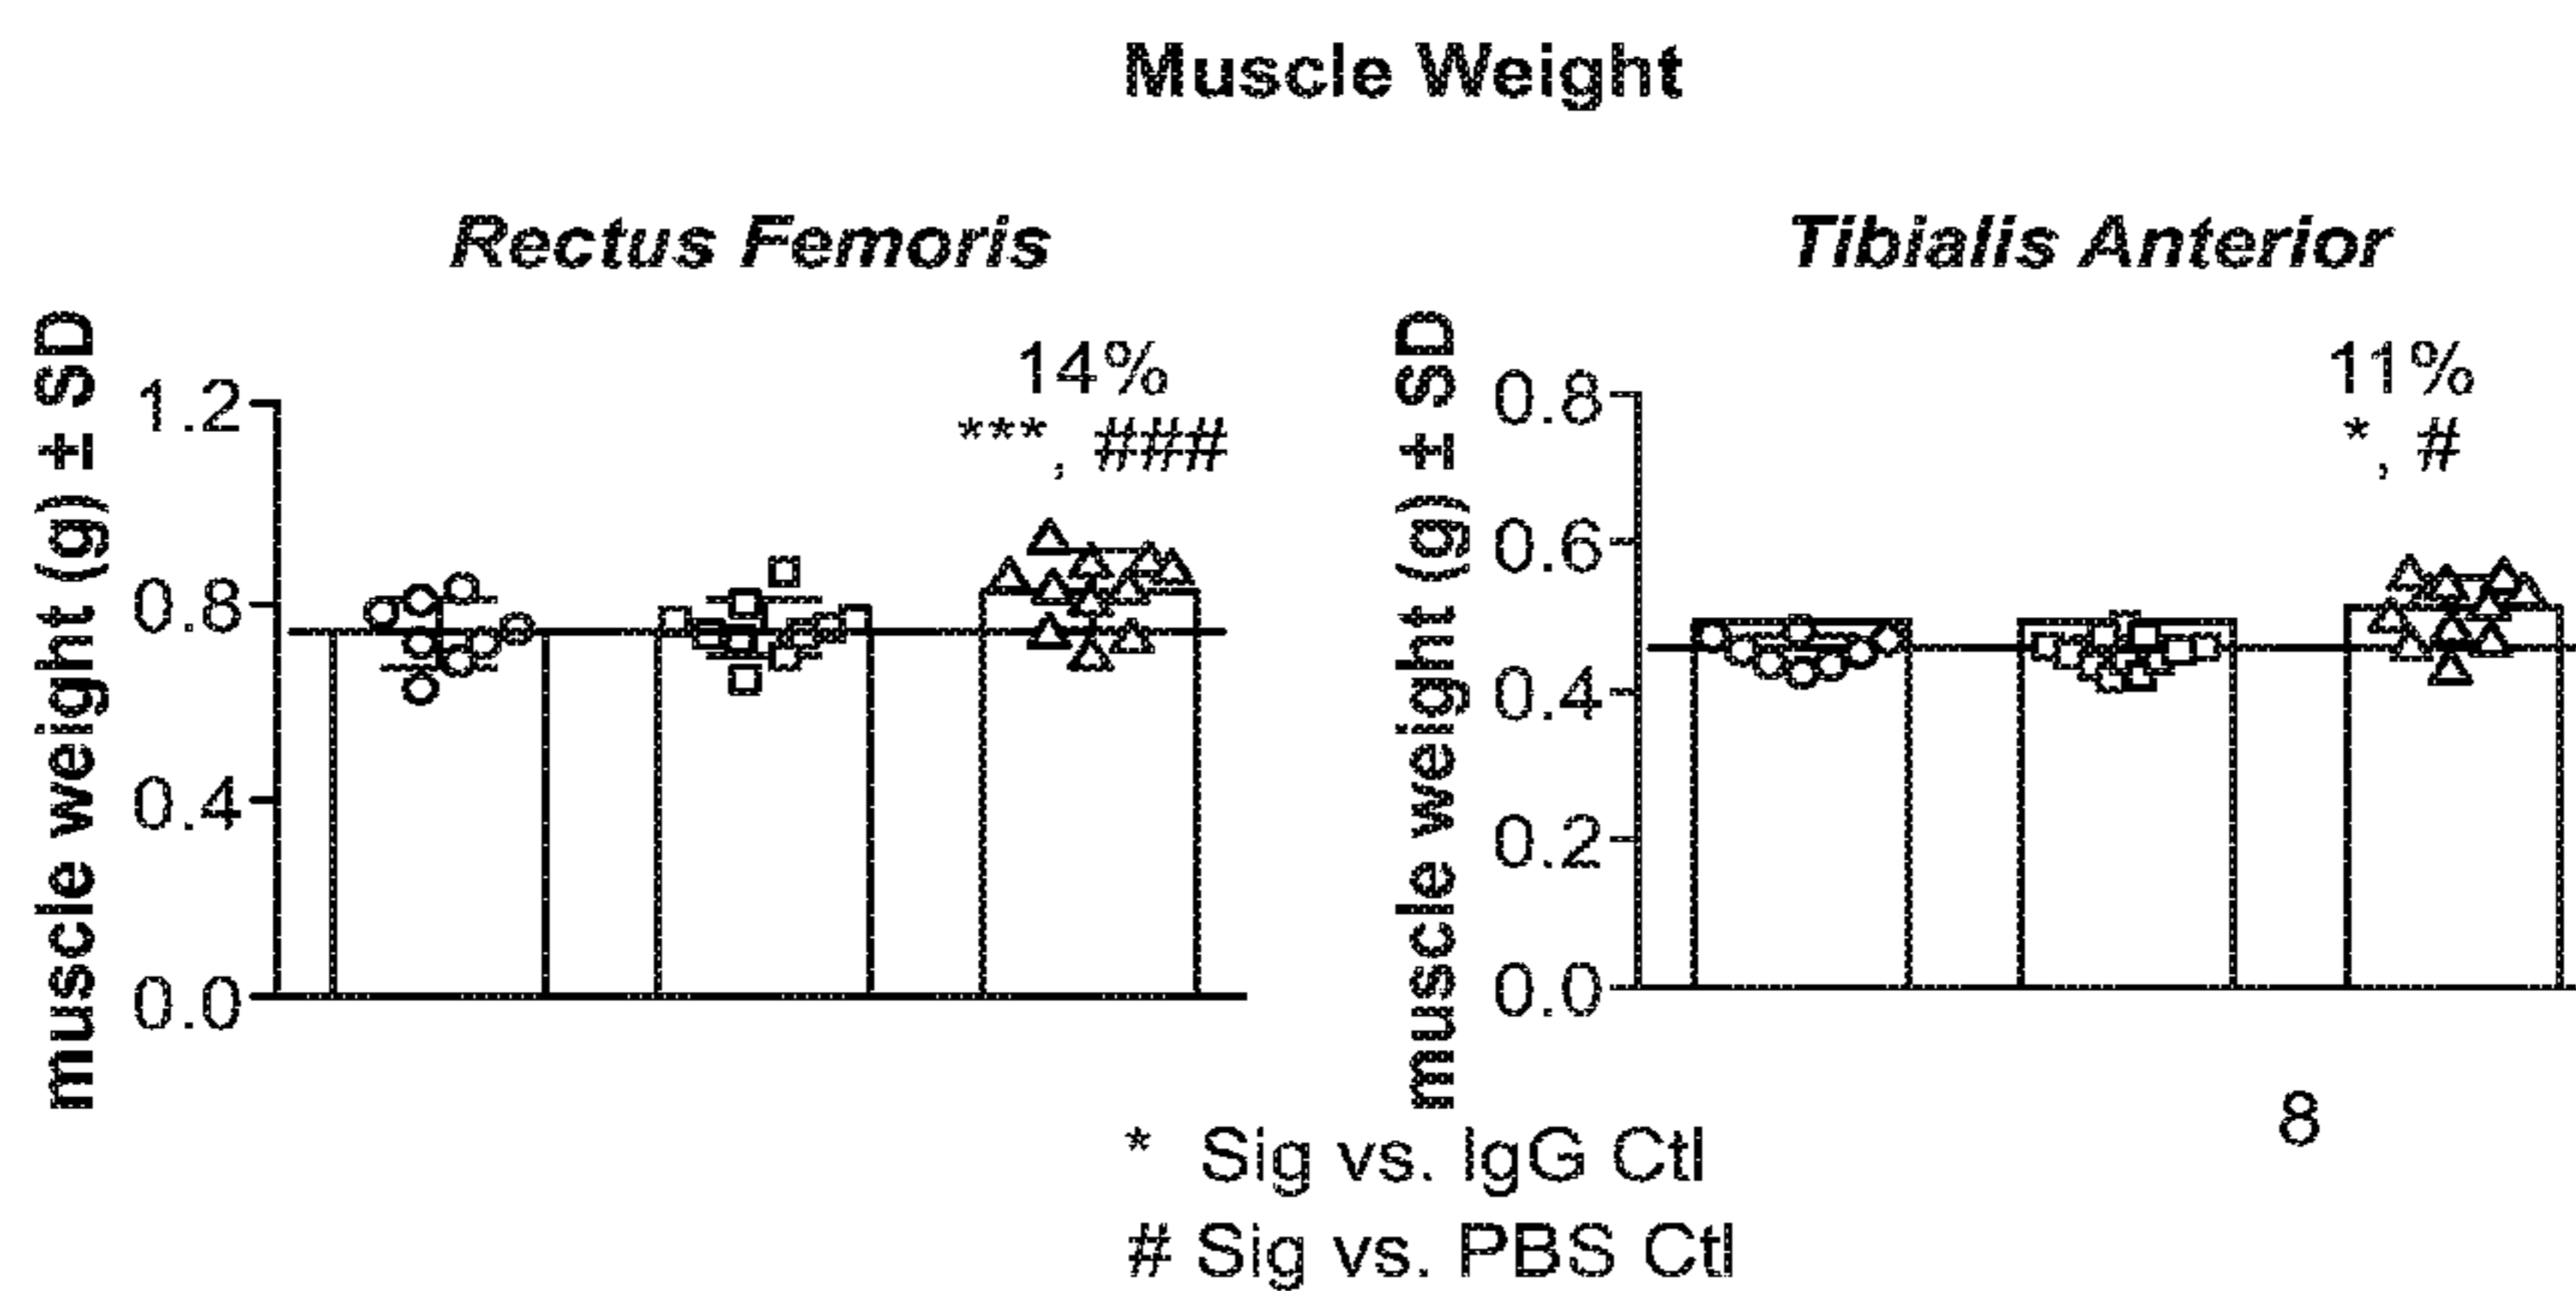 Muscle Weight
Rectus Femoris
muscle weight (g) ± SD
1.2
0.8
0.4
0.0
14%
***, ###
Tibialis Anterior
muscle weight (g) ± SD
0.8
0.6
0.4
0.2
0.0
11%
*, #
8
* Sig vs. IgG Ctl
# Sig vs. PBS Ctl